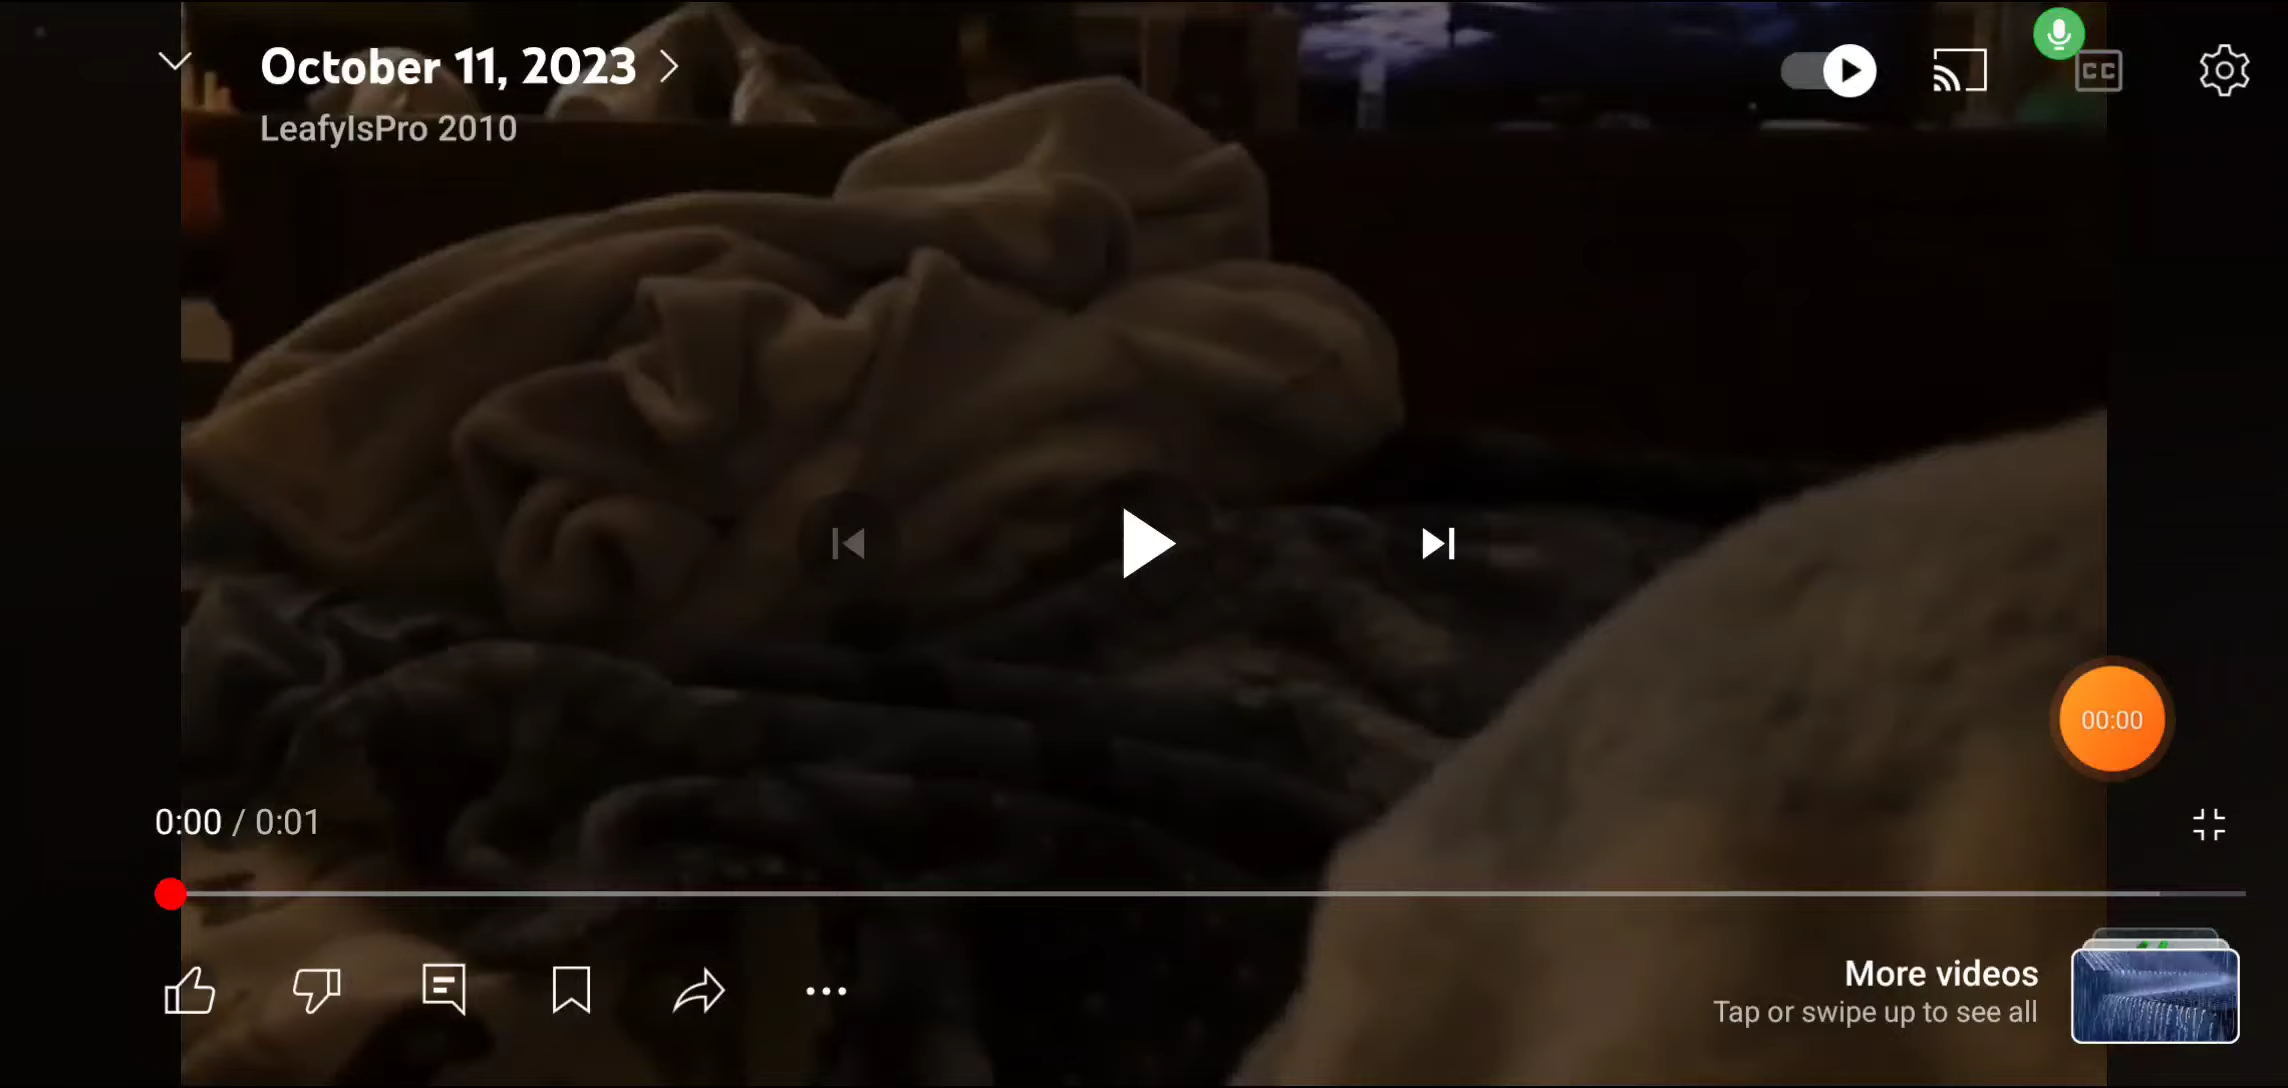 October 11, 2023
LeafyIsPro 2010
CC
00:00
0:00 / 0:01
More videos
Tap or swipe up to see all